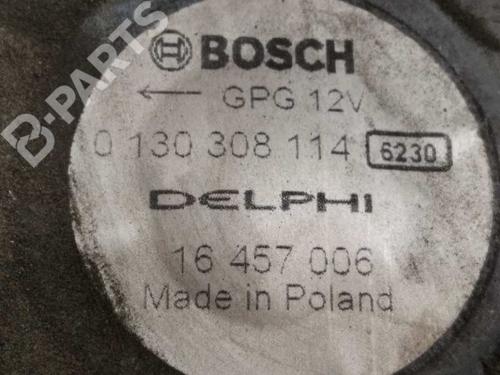 B-PARTS
BOSCH
← GPG 12V
0 130 308 114 6230
DELPHI
16 457 006
Made in Poland